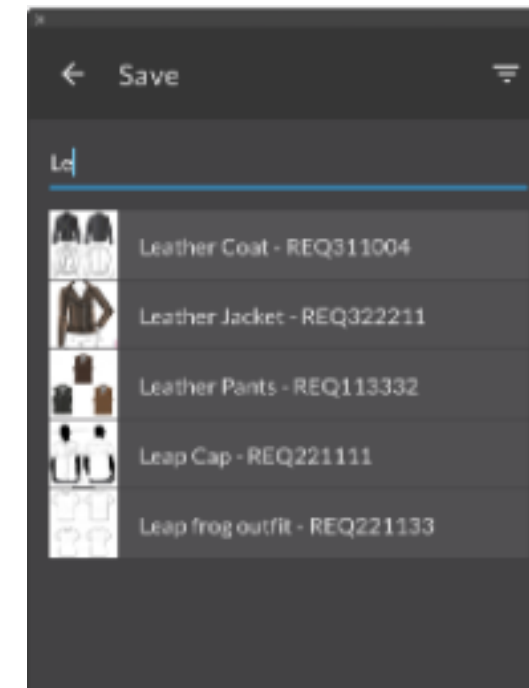 Save
Le
Leather Coat - REQ311004
Leather Jacket - REQ322211
Leather Pants - REQ113332
Leap Cap - REQ221111
Leap frog outfit - REQ221133